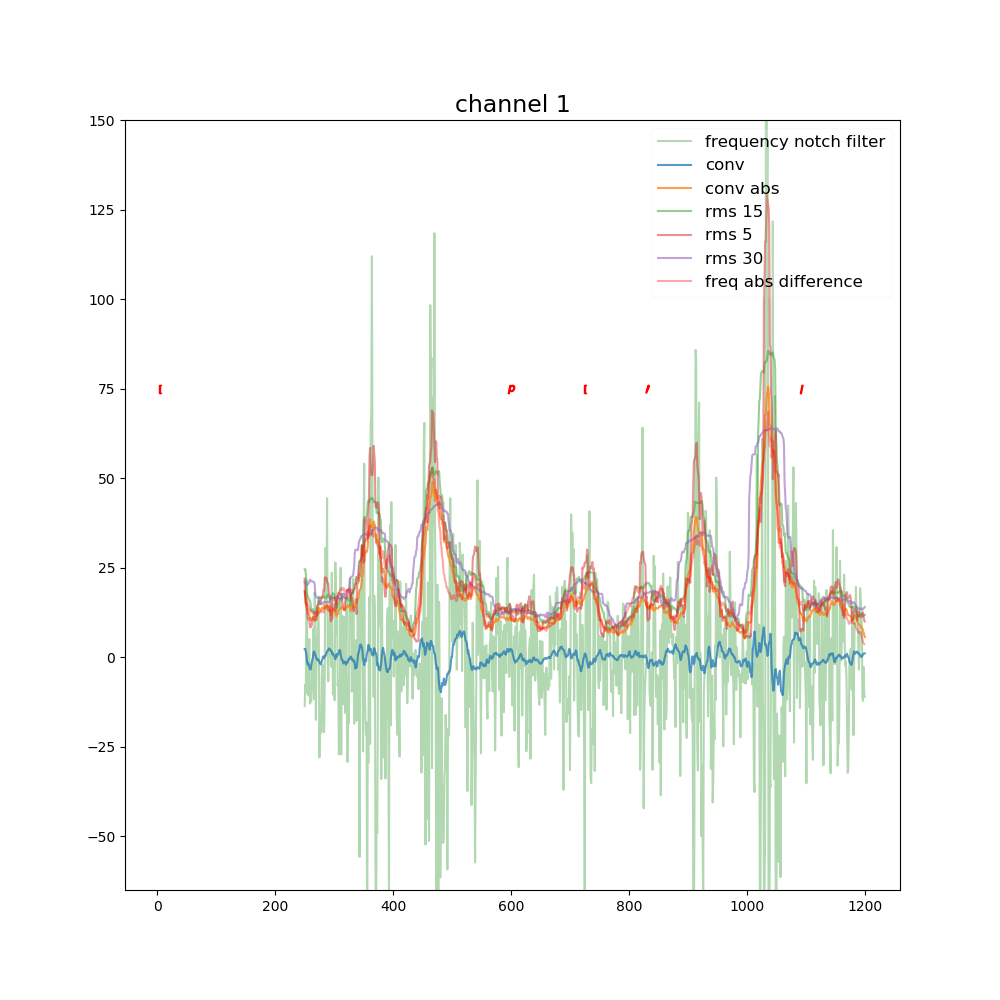 channel 1
150
125
100
75
50
25
0
−25
−50
frequency notch filter
conv
conv abs
rms 15
rms 5
rms 30
freq abs difference
[ p [ / /
0 200 400 600 800 1000 1200